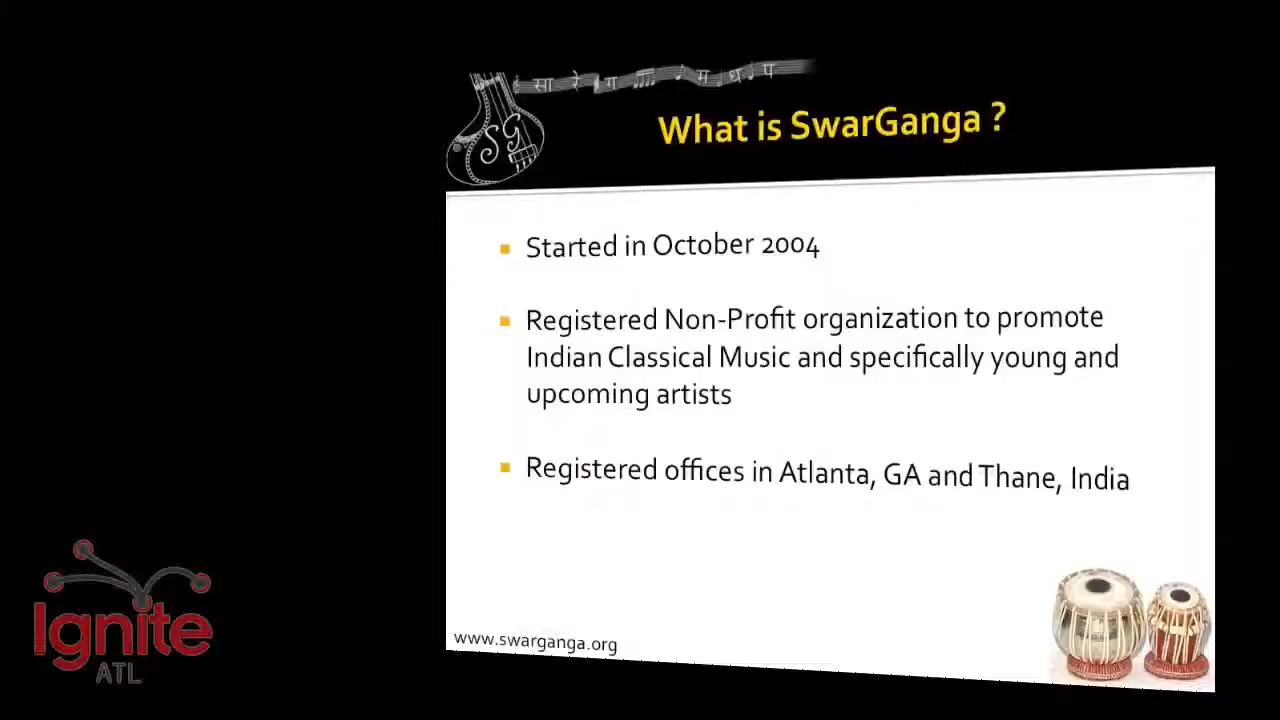 सा रे ग म ध प
SG
What is SwarGanga ?
Started in October 2004
Registered Non-Profit organization to promote
Indian Classical Music and specifically young and
upcoming artists
Registered offices in Atlanta, GA and Thane, India
www.swarganga.org
Ignite
ATL